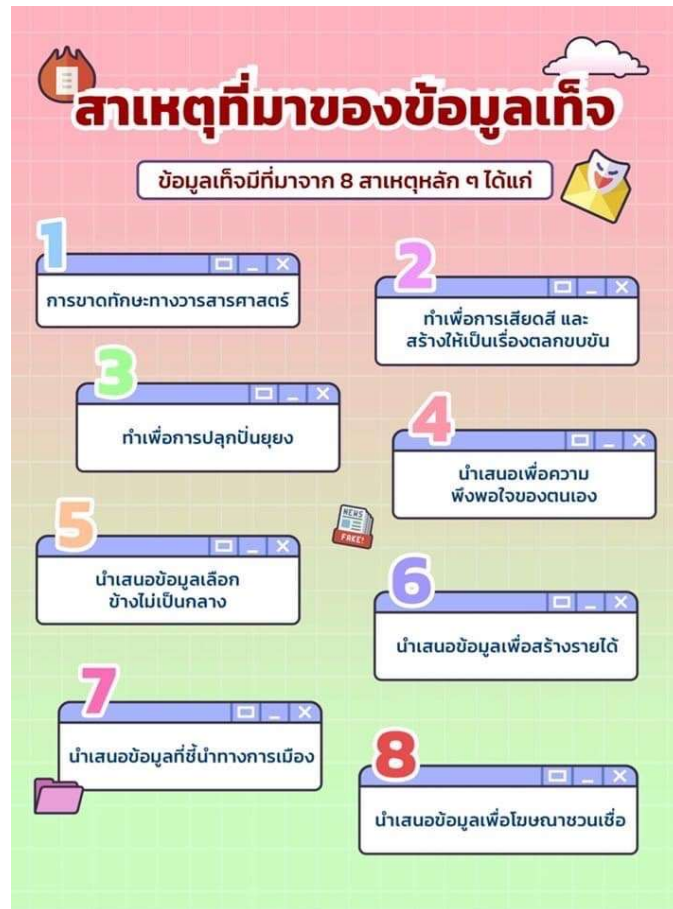 สาเหตุที่มาของข้อมูลเท็จ
ข้อมูลเท็จมีที่มาจาก 8 สาเหตุหลัก ๆ ได้แก่
1
การขาดทักษะทางวารสารศาสตร์
2
ทำเพื่อการเสียดสี และ
สร้างให้เป็นเรื่องตลกขบขัน
3
ทำเพื่อการปลุกปั่นยุยง
4
นำเสนอเพื่อความ
พึงพอใจของตนเอง
NEWS
FAKE!
5
นำเสนอข้อมูลเลือก
ข้างไม่เป็นกลาง
6
นำเสนอข้อมูลเพื่อสร้างรายได้
7
นำเสนอข้อมูลที่ชี้นำทางการเมือง
8
นำเสนอข้อมูลเพื่อโฆษณาชวนเชื่อ